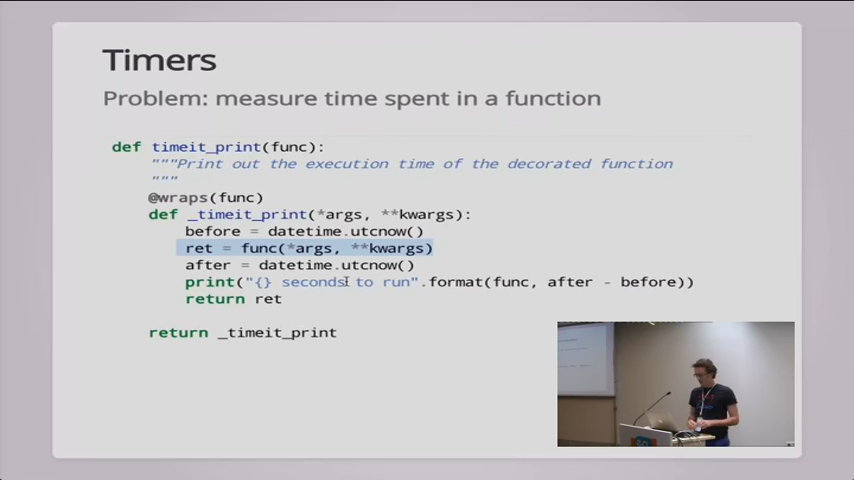 Timers
Problem: measure time spent in a function
def timeit_print(func):
"""Print out the execution time of the decorated function
"""
@wraps(func)
def _timeit_print(*args, **kwargs):
before = datetime.utcnow()
ret = func(*args, **kwargs)
after = datetime.utcnow()
print("{} seconds to run".format(func, after - before))
return ret
return _timeit_print